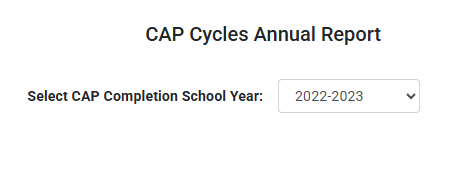 CAP Cycles Annual Report
Select CAP Completion School Year: 2022-2023